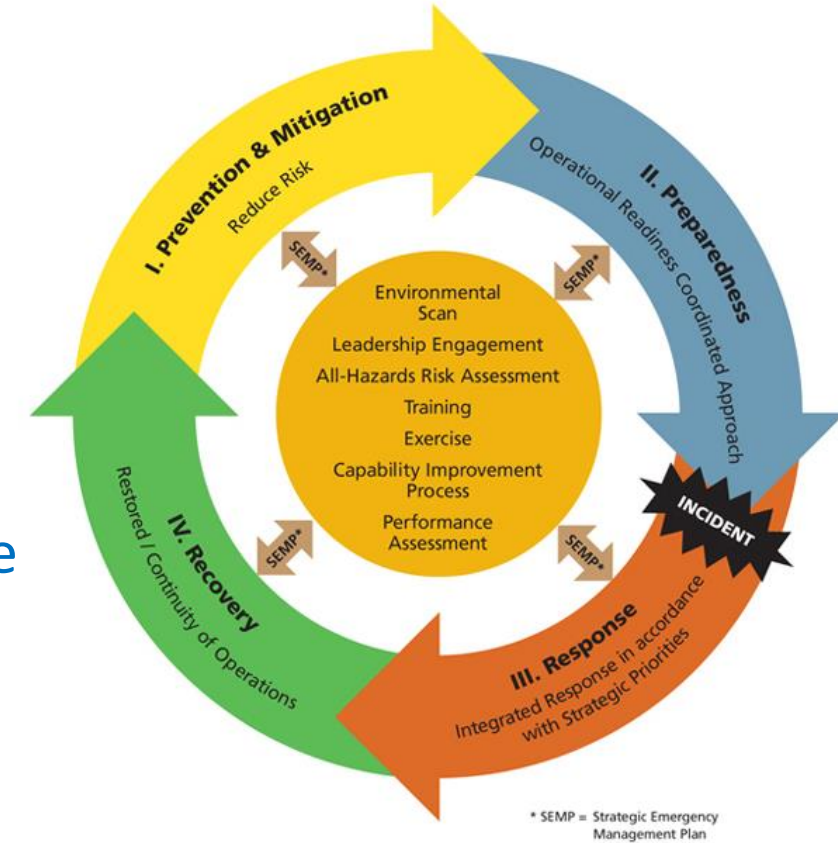 I. Prevention & Mitigation
Reduce Risk
II. Preparedness
Operational Readiness Coordinated Approach
INCIDENT
III. Response
Integrated Response in accordance
with Strategic Priorities
IV. Recovery
Restored / Continuity of Operations
SEMP*
SEMP*
SEMP*
SEMP*
Environmental
Scan
Leadership Engagement
All-Hazards Risk Assessment
Training
Exercise
Capability Improvement
Process
Performance
Assessment
e
* SEMP = Strategic Emergency
Management Plan